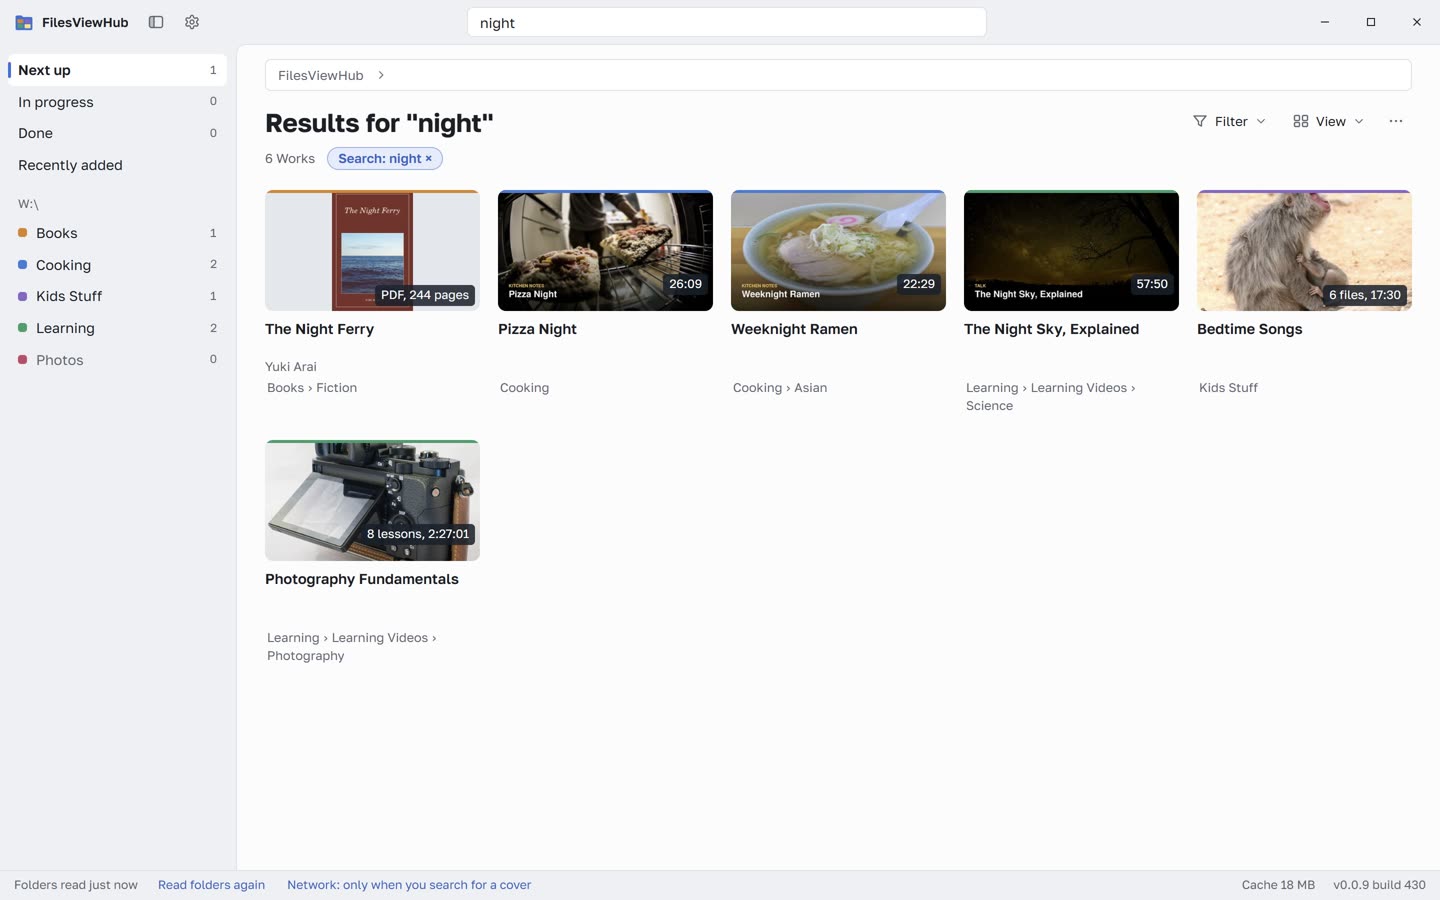 FilesViewHub
night
Next up 1
In progress 0
Done 0
Recently added
W:\
Books 1
Cooking 2
Kids Stuff 1
Learning 2
Photos 0
FilesViewHub
Results for "night"
Filter
View
6 Works
Search: night ×
The Night Ferry
PDF, 244 pages
The Night Ferry
Yuki Arai
Books › Fiction
KITCHEN NOTES
Pizza Night
26:09
Pizza Night
Cooking
KITCHEN NOTES
Weeknight Ramen
22:29
Weeknight Ramen
Cooking › Asian
TALK
The Night Sky, Explained
57:50
The Night Sky, Explained
Learning › Learning Videos ›
Science
6 files, 17:30
Bedtime Songs
Kids Stuff
8 lessons, 2:27:01
Photography Fundamentals
Learning › Learning Videos ›
Photography
Folders read just now
Read folders again
Network: only when you search for a cover
Cache 18 MB
v0.0.9 build 430